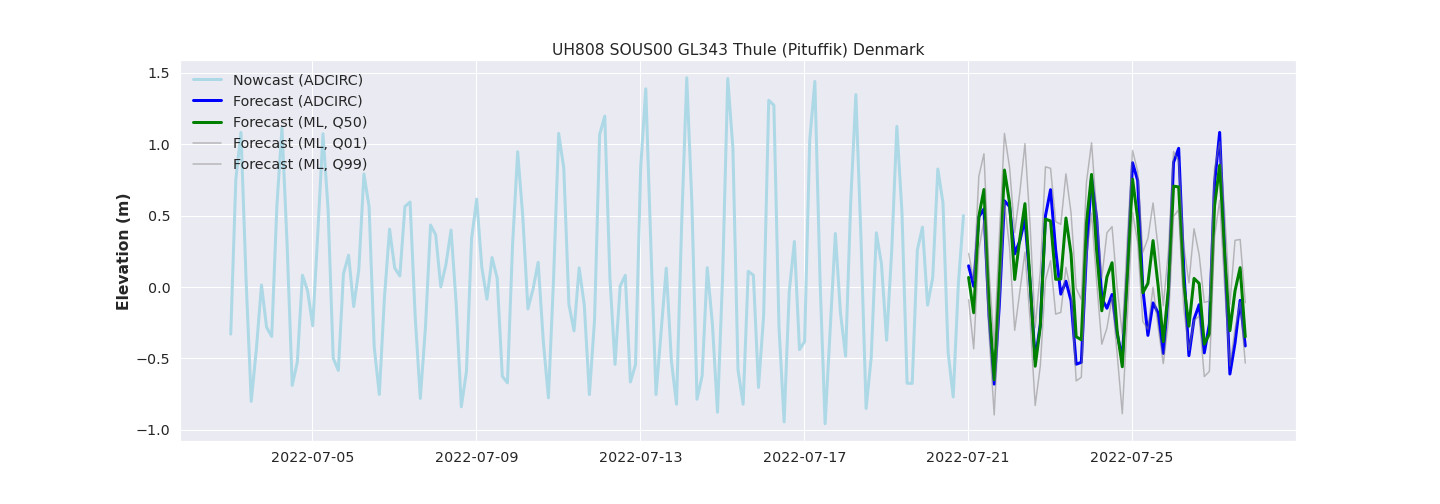 UH808 SOUS00 GL343 Thule (Pituffik) Denmark
Nowcast (ADCIRC)
Forecast (ADCIRC)
Forecast (ML, Q50)
Forecast (ML, Q01)
Forecast (ML, Q99)
Elevation (m)
1.5
1.0
0.5
0.0
−0.5
−1.0
2022-07-05
2022-07-09
2022-07-13
2022-07-17
2022-07-21
2022-07-25